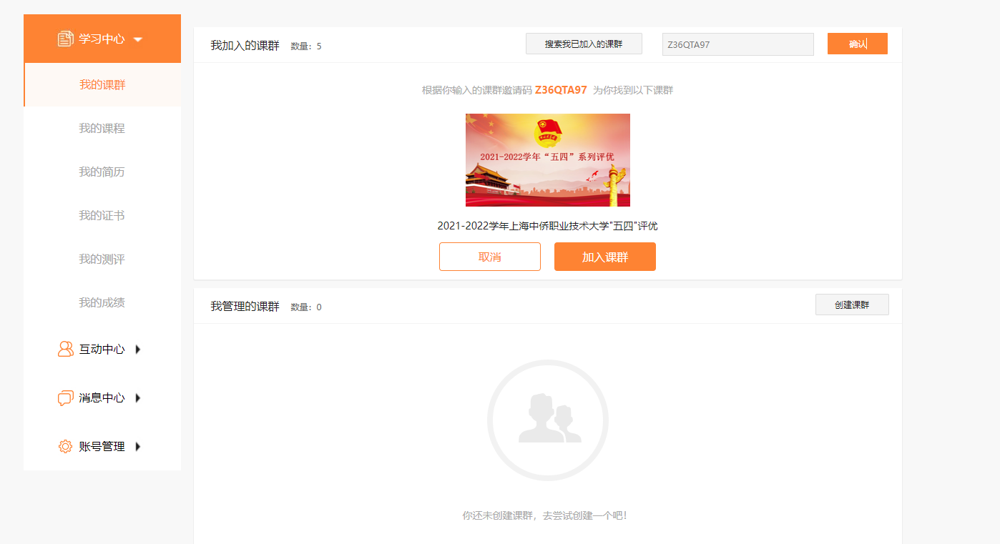 学习中心
我的课群
我的课程
我的简历
我的证书
我的测评
我的成绩
互动中心
消息中心
账号管理
我加入的课群 数量：5 搜索我已加入的课群 Z36QTA97 确认
根据你输入的课群邀请码 Z36QTA97 为你找到以下课群
2021-2022学年“五四”系列评优
2021-2022学年上海中侨职业技术大学"五四"评优
取消 加入课群
我管理的课群 数量：0 创建课群
你还未创建课群，去尝试创建一个吧！